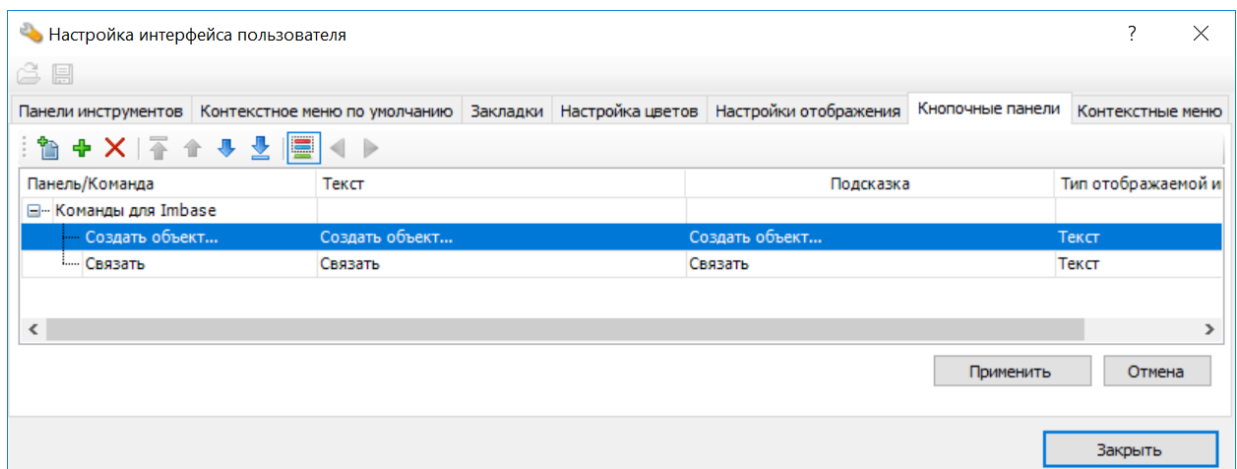 Настройка интерфейса пользователя ?
Панели инструментов Контекстное меню по умолчанию Закладки Настройка цветов Настройки отображения Кнопочные панели Контекстные меню
Панель/Команда Текст Подсказка Тип отображаемой и
Команды для Imbase
Создать объект... Создать объект... Создать объект... Текст
Связать Связать Связать Текст
Применить Отмена
Закрыть